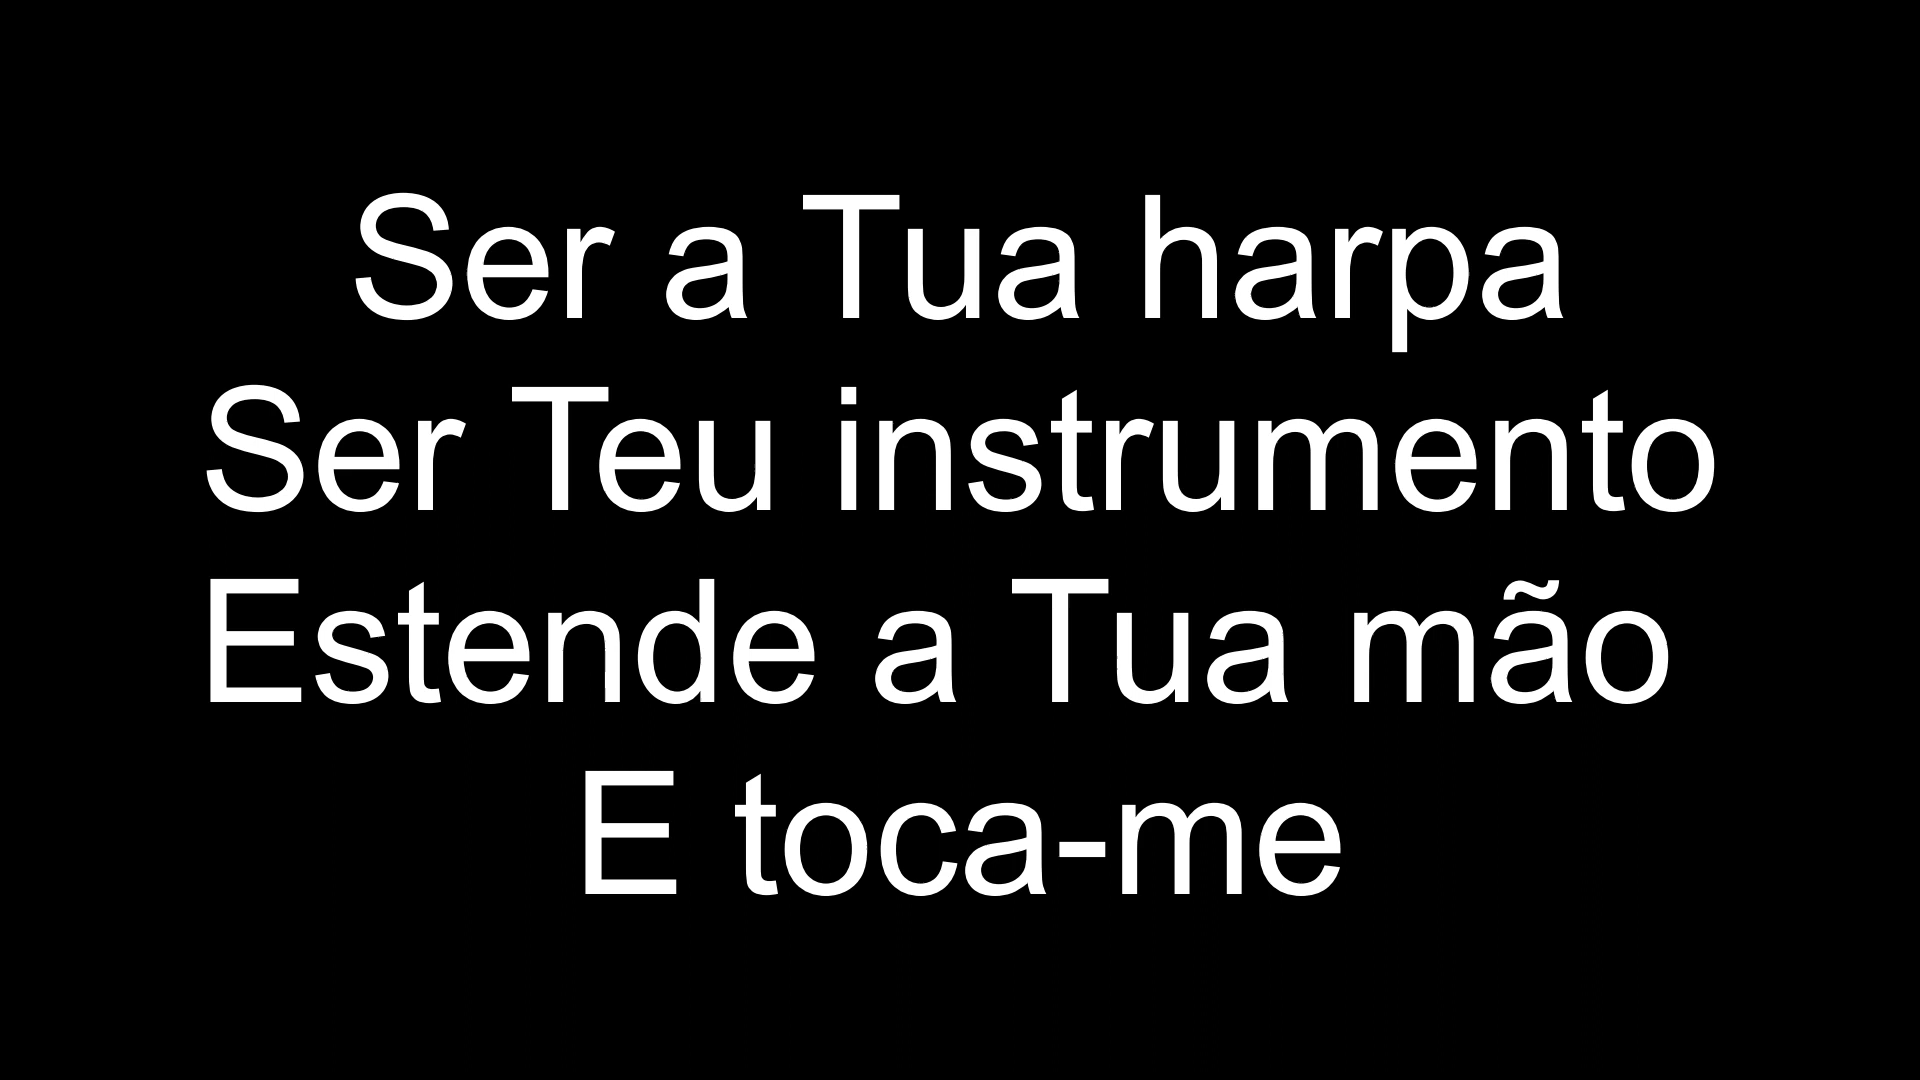 Ser a Tua harpa
Ser Teu instrumento
Estende a Tua mão
E toca-me